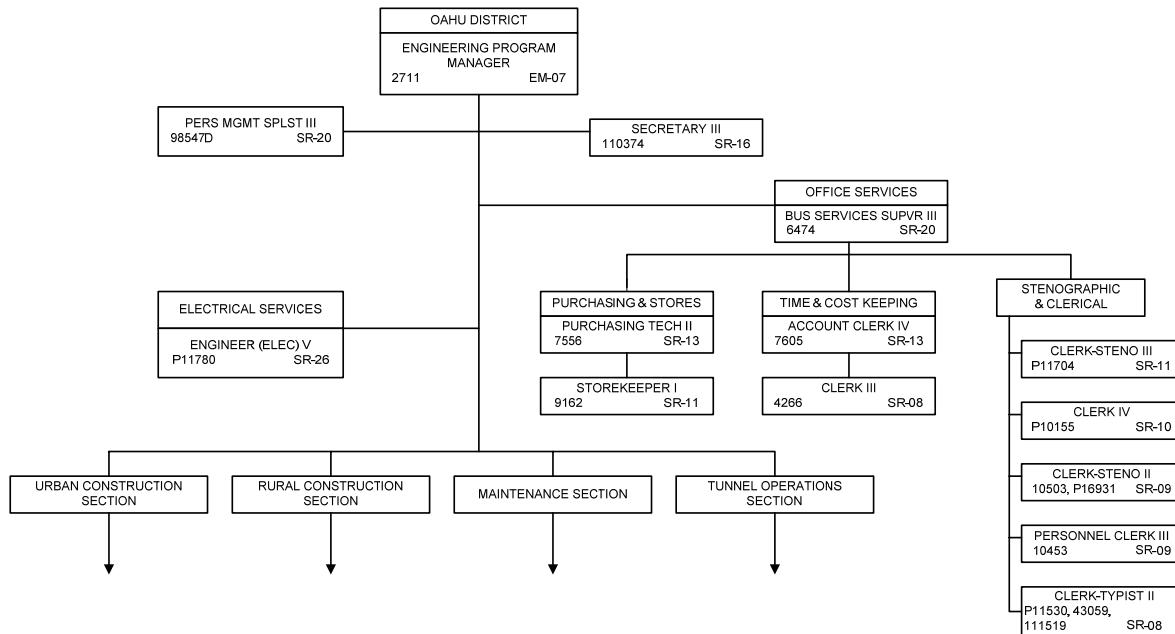 OAHU DISTRICT
ENGINEERING PROGRAM
MANAGER
2711 EM-07
PERS MGMT SPLST III
98547D SR-20
SECRETARY III
110374 SR-16
OFFICE SERVICES
BUS SERVICES SUPVR III
6474 SR-20
ELECTRICAL SERVICES
ENGINEER (ELEC) V
P11780 SR-26
PURCHASING & STORES
PURCHASING TECH II
7556 SR-13
STOREKEEPER I
9162 SR-11
TIME & COST KEEPING
ACCOUNT CLERK IV
7605 SR-13
CLERK III
4266 SR-08
STENOGRAPHIC
& CLERICAL
CLERK-STENO III
P11704 SR-11
CLERK IV
P10155 SR-10
CLERK-STENO II
10503, P16931 SR-09
PERSONNEL CLERK III
10453 SR-09
CLERK-TYPIST II
P11530, 43059,
111519 SR-08
URBAN CONSTRUCTION
SECTION
RURAL CONSTRUCTION
SECTION
MAINTENANCE SECTION
TUNNEL OPERATIONS
SECTION